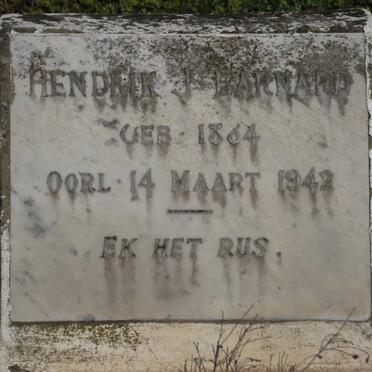 HENDRIK J BARNARD
GEB 1864
OORL. 14 MAART 1942
EK HET RUS.